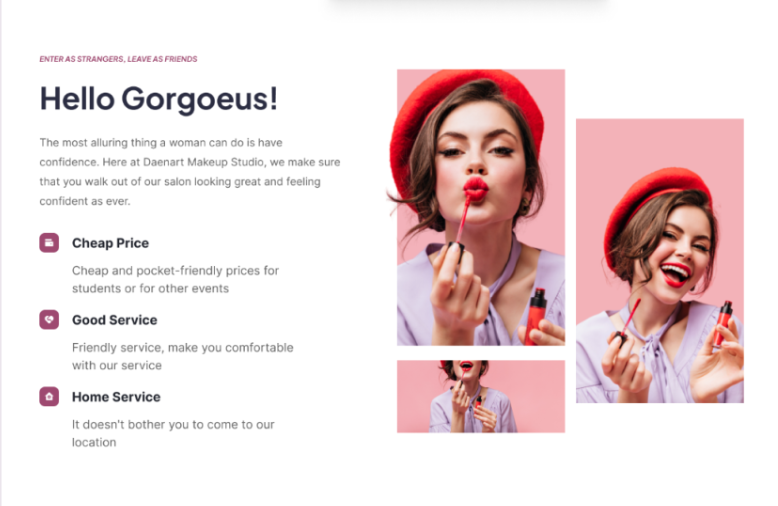 ENTER AS STRANGERS, LEAVE AS FRIENDS
Hello Gorgoeus!
The most alluring thing a woman can do is have
confidence. Here at Daenart Makeup Studio, we make sure
that you walk out of our salon looking great and feeling
confident as ever.
Cheap Price
Cheap and pocket-friendly prices for
students or for other events
Good Service
Friendly service, make you comfortable
with our service
Home Service
It doesn't bother you to come to our
location